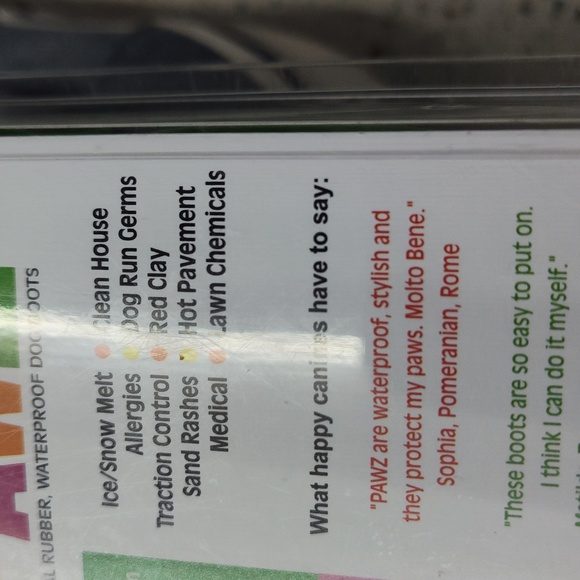 AW
L RUBBER, WATERPROOF DOG BOOTS
Ice/Snow Melt • Clean House
Allergies • Dog Run Germs
Traction Control • Red Clay
Sand Rashes • Hot Pavement
Medical • Lawn Chemicals
What happy canines have to say:
"PAWZ are waterproof, stylish and
they protect my paws. Molto Bene."
Sophia, Pomeranian, Rome
"These boots are so easy to put on.
I think I can do it myself."